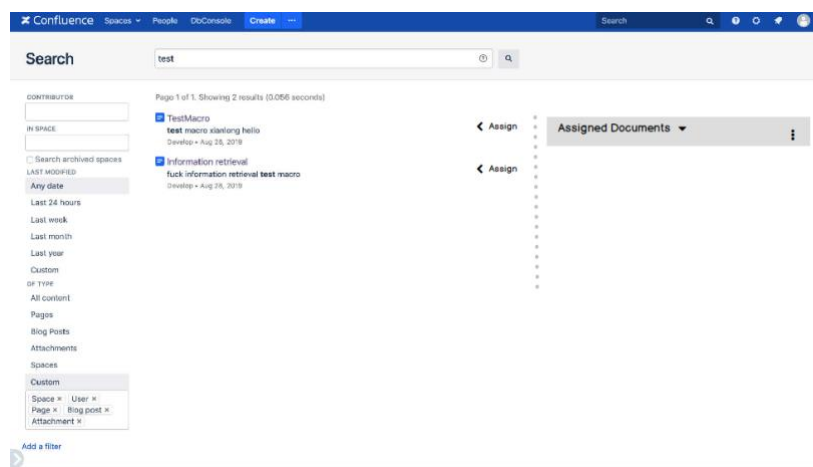 Confluence Spaces People DbConsole Create ... Search
Search
test
CONTRIBUTOR
IN SPACE
Search archived spaces
LAST MODIFIED
Any date
Last 24 hours
Last week
Last month
Last year
Custom
OF TYPE
All content
Pages
Blog Posts
Attachments
Spaces
Custom
Space × User ×
Page × Blog post ×
Attachment ×
Add a filter
Page 1 of 1. Showing 2 results (0.056 seconds)
TestMacro
test macro xianlong hello
Develop • Aug 28, 2019
Assign
Information retrieval
fuck information retrieval test macro
Develop • Aug 28, 2019
Assign
Assigned Documents